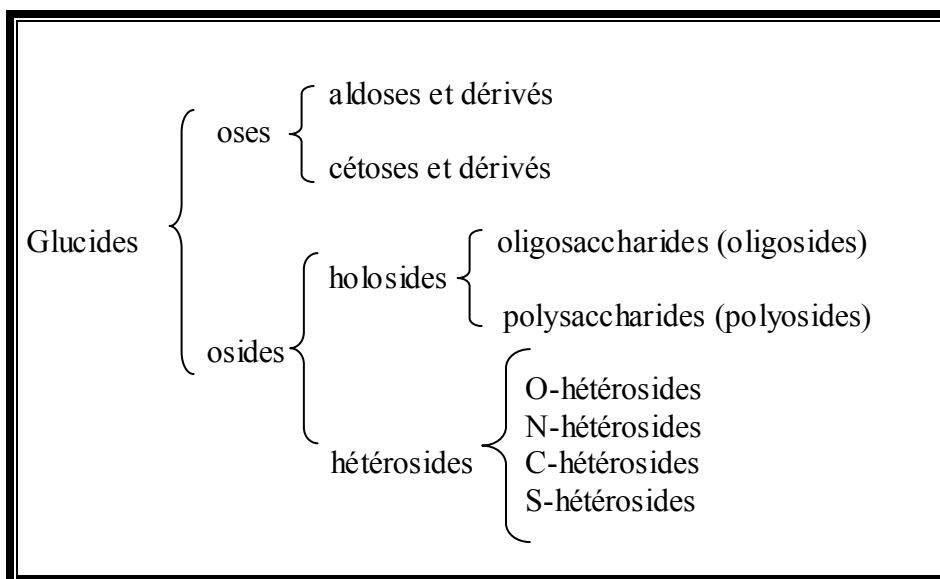 aldoses et dérivés
oses
cétoses et dérivés
Glucides
oligosaccharides (oligosides)
holosides
polysaccharides (polyosides)
osides
O-hétérosides
N-hétérosides
hétérosides
C-hétérosides
S-hétérosides